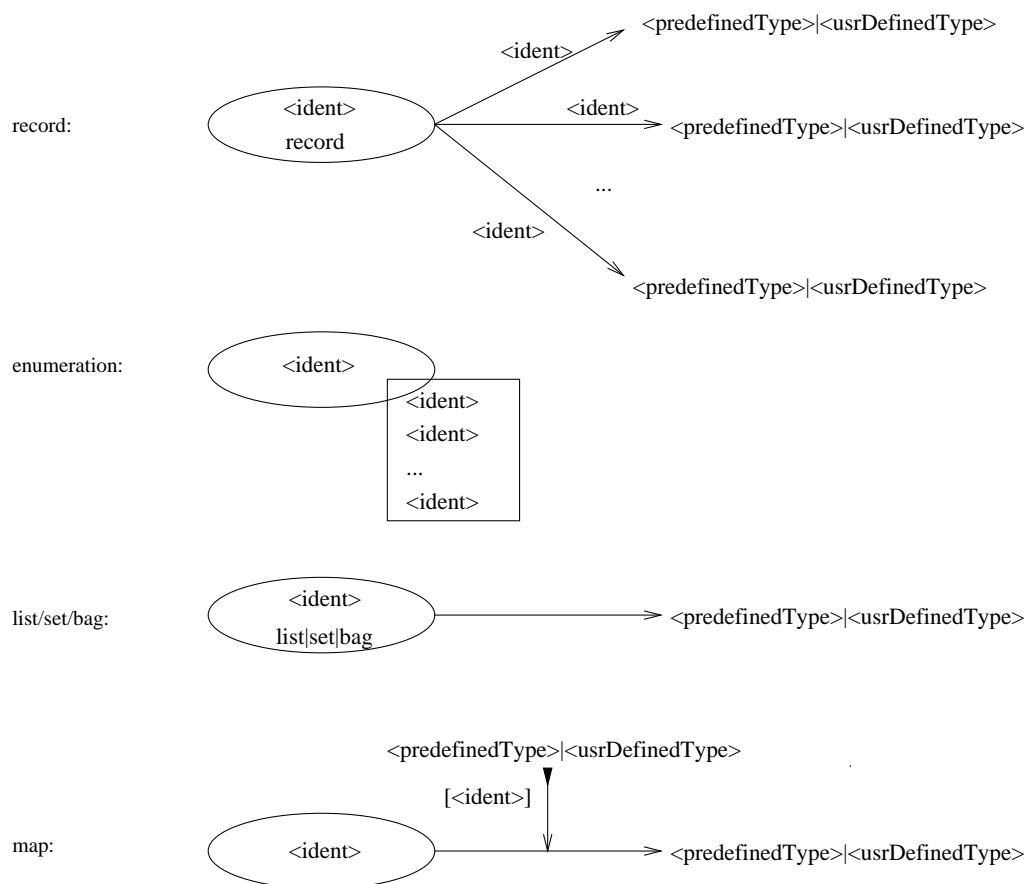 <predefinedType>|<usrDefinedType>
<ident>
<ident>
<ident>
record:
record
<predefinedType>|<usrDefinedType>
...
<ident>
<predefinedType>|<usrDefinedType>
enumeration:
<ident>
<ident>
<ident>
...
<ident>
list/set/bag:
<ident>
list|set|bag
<predefinedType>|<usrDefinedType>
<predefinedType>|<usrDefinedType>
[<ident>]
map:
<ident>
<predefinedType>|<usrDefinedType>